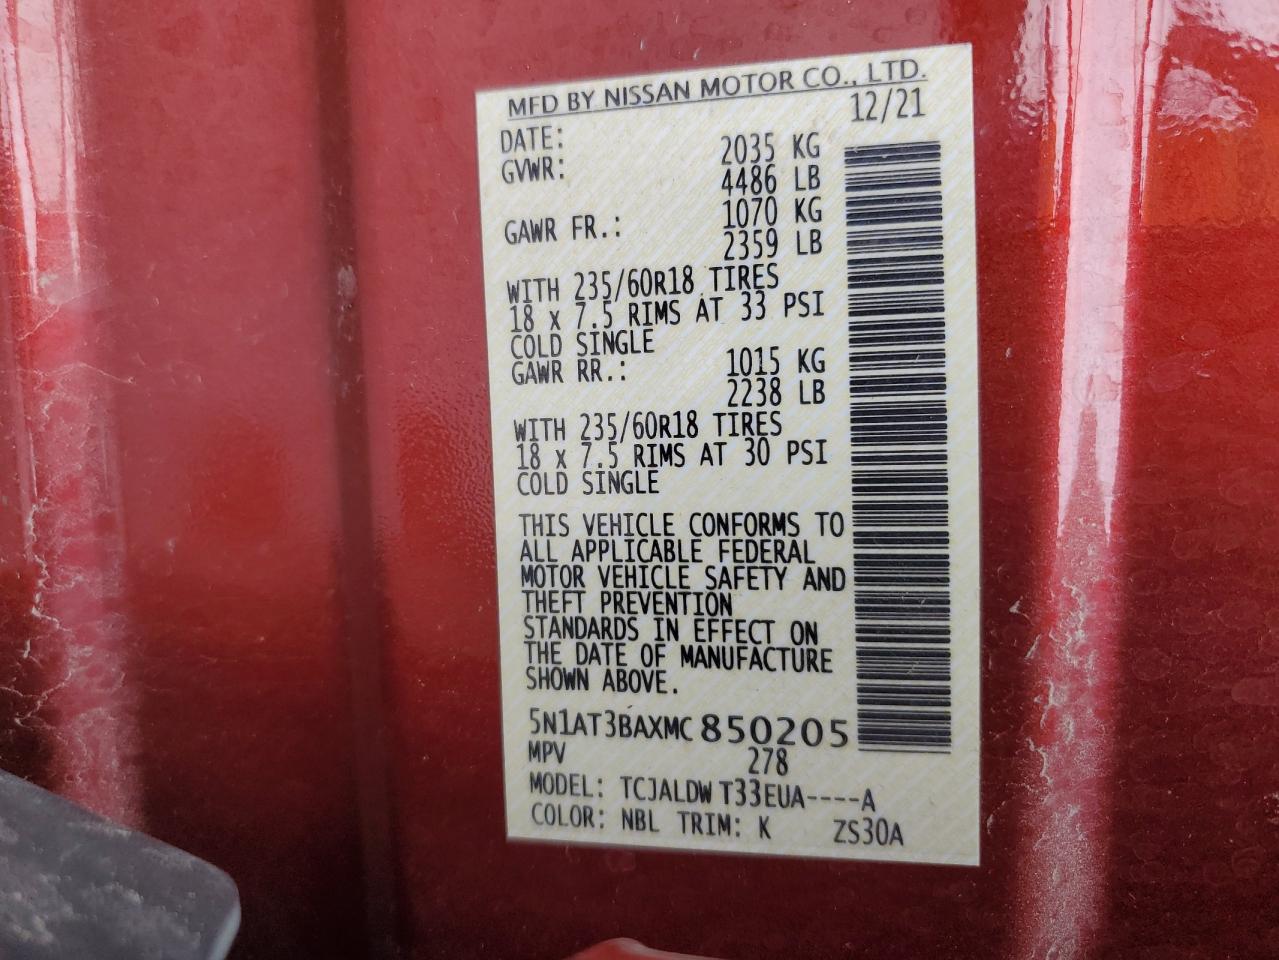 MFD BY NISSAN MOTOR CO., LTD.
DATE: 12/21
GVWR: 2035 KG
4486 LB
GAWR FR.: 1070 KG
2359 LB
WITH 235/60R18 TIRES
18 x 7.5 RIMS AT 33 PSI
COLD SINGLE
GAWR RR.: 1015 KG
2238 LB
WITH 235/60R18 TIRES
18 x 7.5 RIMS AT 30 PSI
COLD SINGLE
THIS VEHICLE CONFORMS TO
ALL APPLICABLE FEDERAL
MOTOR VEHICLE SAFETY AND
THEFT PREVENTION
STANDARDS IN EFFECT ON
THE DATE OF MANUFACTURE
SHOWN ABOVE.
5N1AT3BAXMC850205
MPV 278
MODEL: TCJALDW T33EUA----A
COLOR: NBL TRIM: K ZS30A